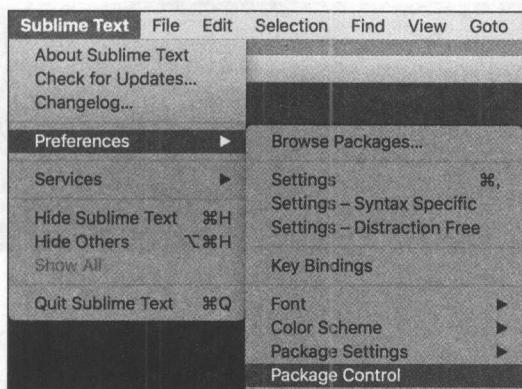 Sublime Text File Edit Selection Find View Goto
About Sublime Text
Check for Updates...
Changelog...
Preferences ▶
Services ▶
Hide Sublime Text ⌘H
Hide Others ⌥⌘H
Show All
Quit Sublime Text ⌘Q
Browse Packages...
Settings ⌘,
Settings – Syntax Specific
Settings – Distraction Free
Key Bindings
Font ▶
Color Scheme ▶
Package Settings ▶
Package Control